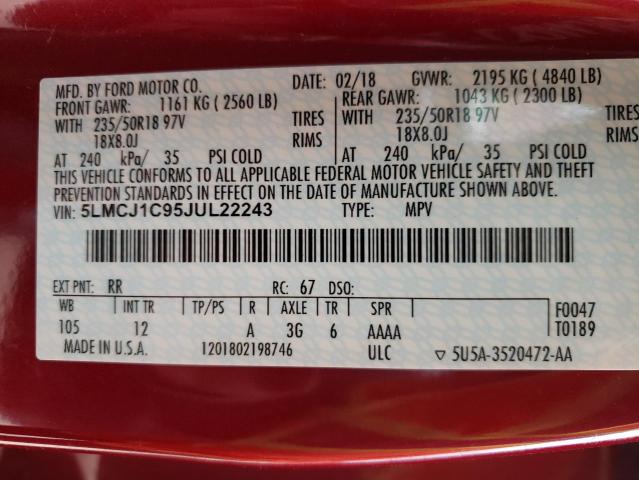 MFD. BY FORD MOTOR CO. DATE: 02/18 GVWR: 2195 KG ( 4840 LB)
FRONT GAWR: 1161 KG ( 2560 LB) REAR GAWR: 1043 KG ( 2300 LB)
WITH 235/50R18 97V TIRES 235/50R18 97V TIRES
18X8.0J RIMS 18X8.0J RIMS
AT 240 kPa/ 35 PSI COLD AT 240 kPa/ 35 PSI COLD
THIS VEHICLE CONFORMS TO ALL APPLICABLE FEDERAL MOTOR VEHICLE SAFETY AND THEFT
PREVENTION STANDARDS IN EFFECT ON THE DATE OF MANUFACTURE SHOWN ABOVE.
VIN: 5LMCJ1C95JUL22243 TYPE: MPV
EXT PNT: RR RC: 67 DSO:
WB INT TR TP/PS R AXLE TR SPR F0047
105 12 A 3G 6 AAAA T0189
MADE IN U.S.A. 1201802198746 ULC ▽ 5U5A-3520472-AA